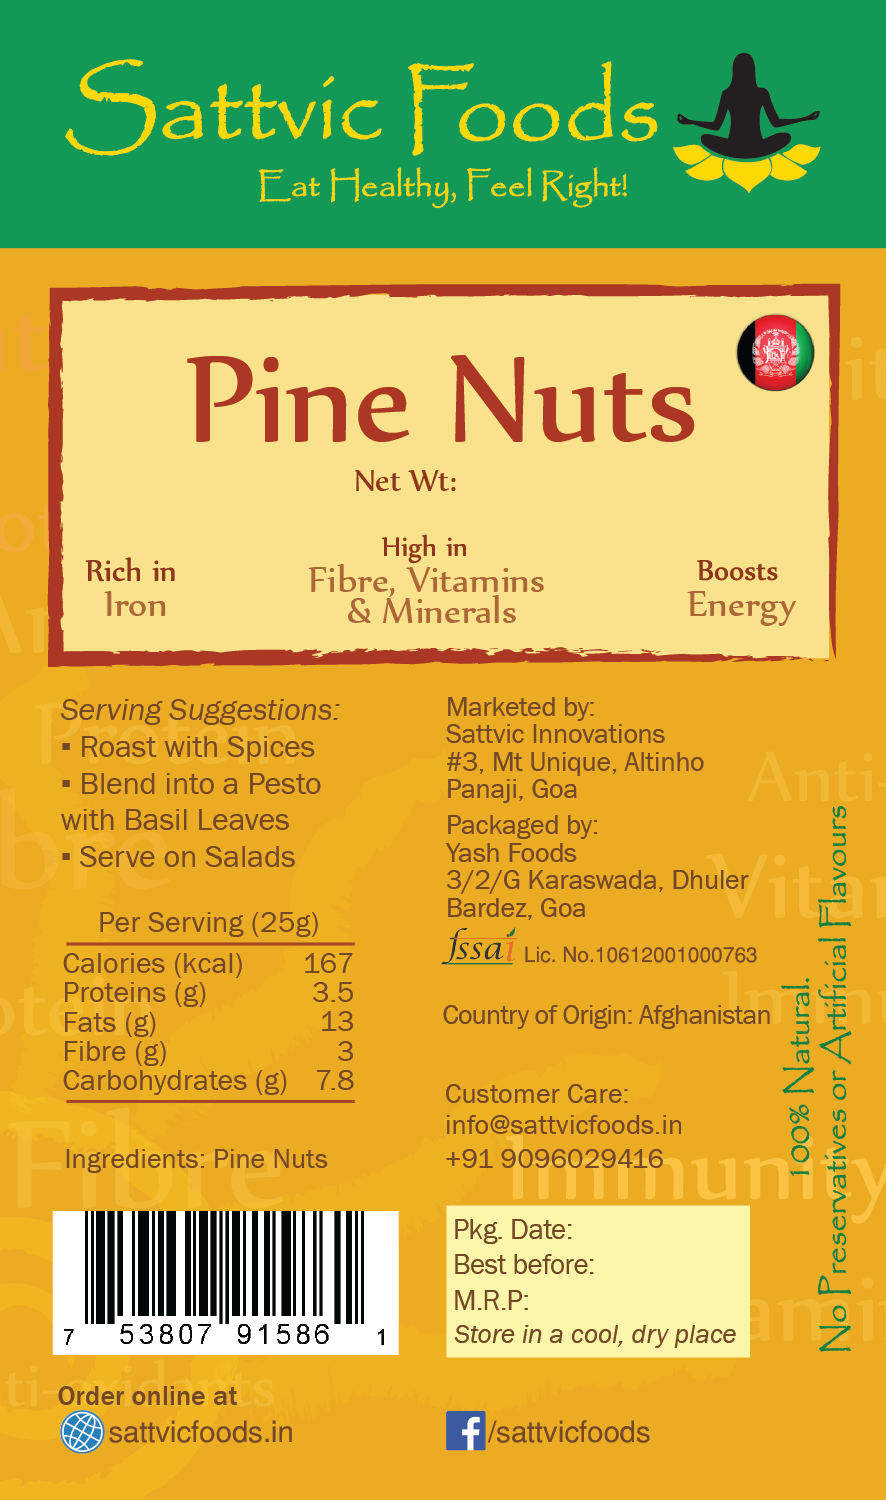 Sattvic Foods
Eat Healthy, Feel Right!
Pine Nuts
Net Wt:
Rich in
Iron
High in
Fibre, Vitamins
& Minerals
Boosts
Energy
Serving Suggestions:
▪ Roast with Spices
▪ Blend into a Pesto
with Basil Leaves
▪ Serve on Salads
Per Serving (25g)
Calories (kcal) 167
Proteins (g) 3.5
Fats (g) 13
Fibre (g) 3
Carbohydrates (g) 7.8
Ingredients: Pine Nuts
7 53807 91586 1
Order online at
sattvicfoods.in
Marketed by:
Sattvic Innovations
#3, Mt Unique, Altinho
Panaji, Goa
Packaged by:
Yash Foods
3/2/G Karaswada, Dhuler
Bardez, Goa
fssai Lic. No.10612001000763
Country of Origin: Afghanistan
Customer Care:
info@sattvicfoods.in
+91 9096029416
Pkg. Date:
Best before:
M.R.P:
Store in a cool, dry place
f/sattvicfoods
100% Natural.
No Preservatives or Artificial Flavours
Protein
Fibre
Immunity